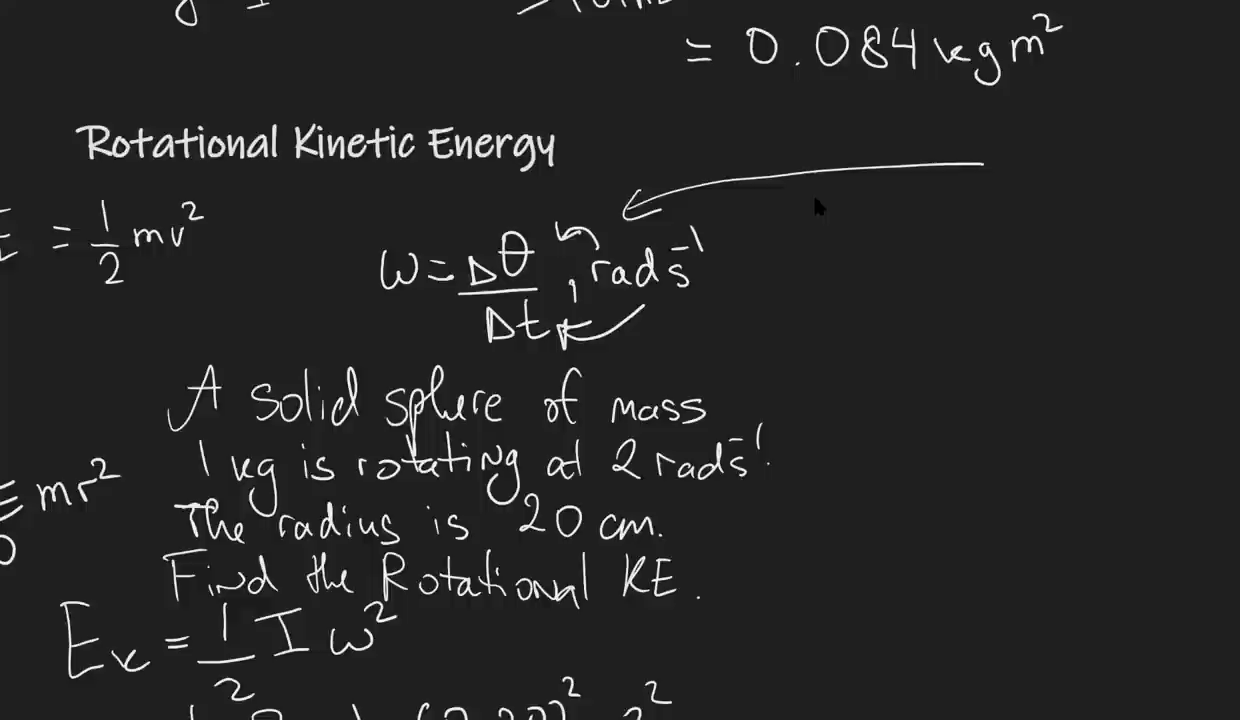 = 0.084 kg m²
Rotational Kinetic Energy
= 1/2 mv²
ω = Δθ/Δt , rad s⁻¹
A solid sphere of mass
1 kg is rotating at 2 rad s⁻¹.
mr²
The radius is 20 cm.
Find the Rotational KE.
Eₖ = 1/2 I ω²